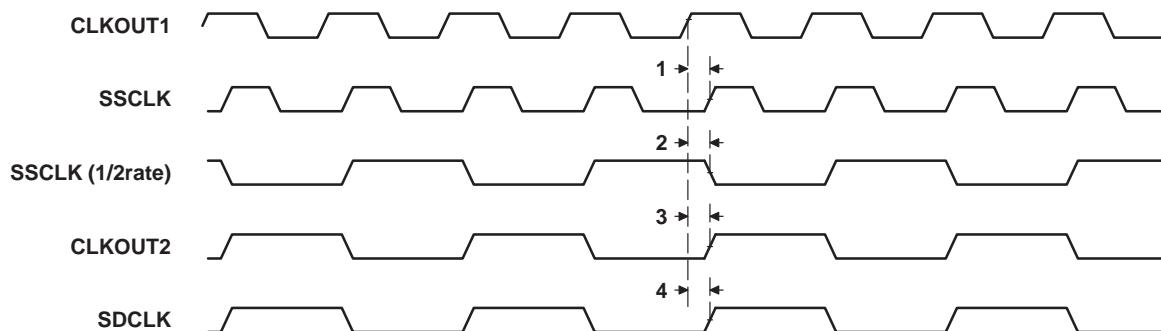 CLKOUT1
1
SSCLK
2
SSCLK (1/2rate)
3
CLKOUT2
4
SDCLK